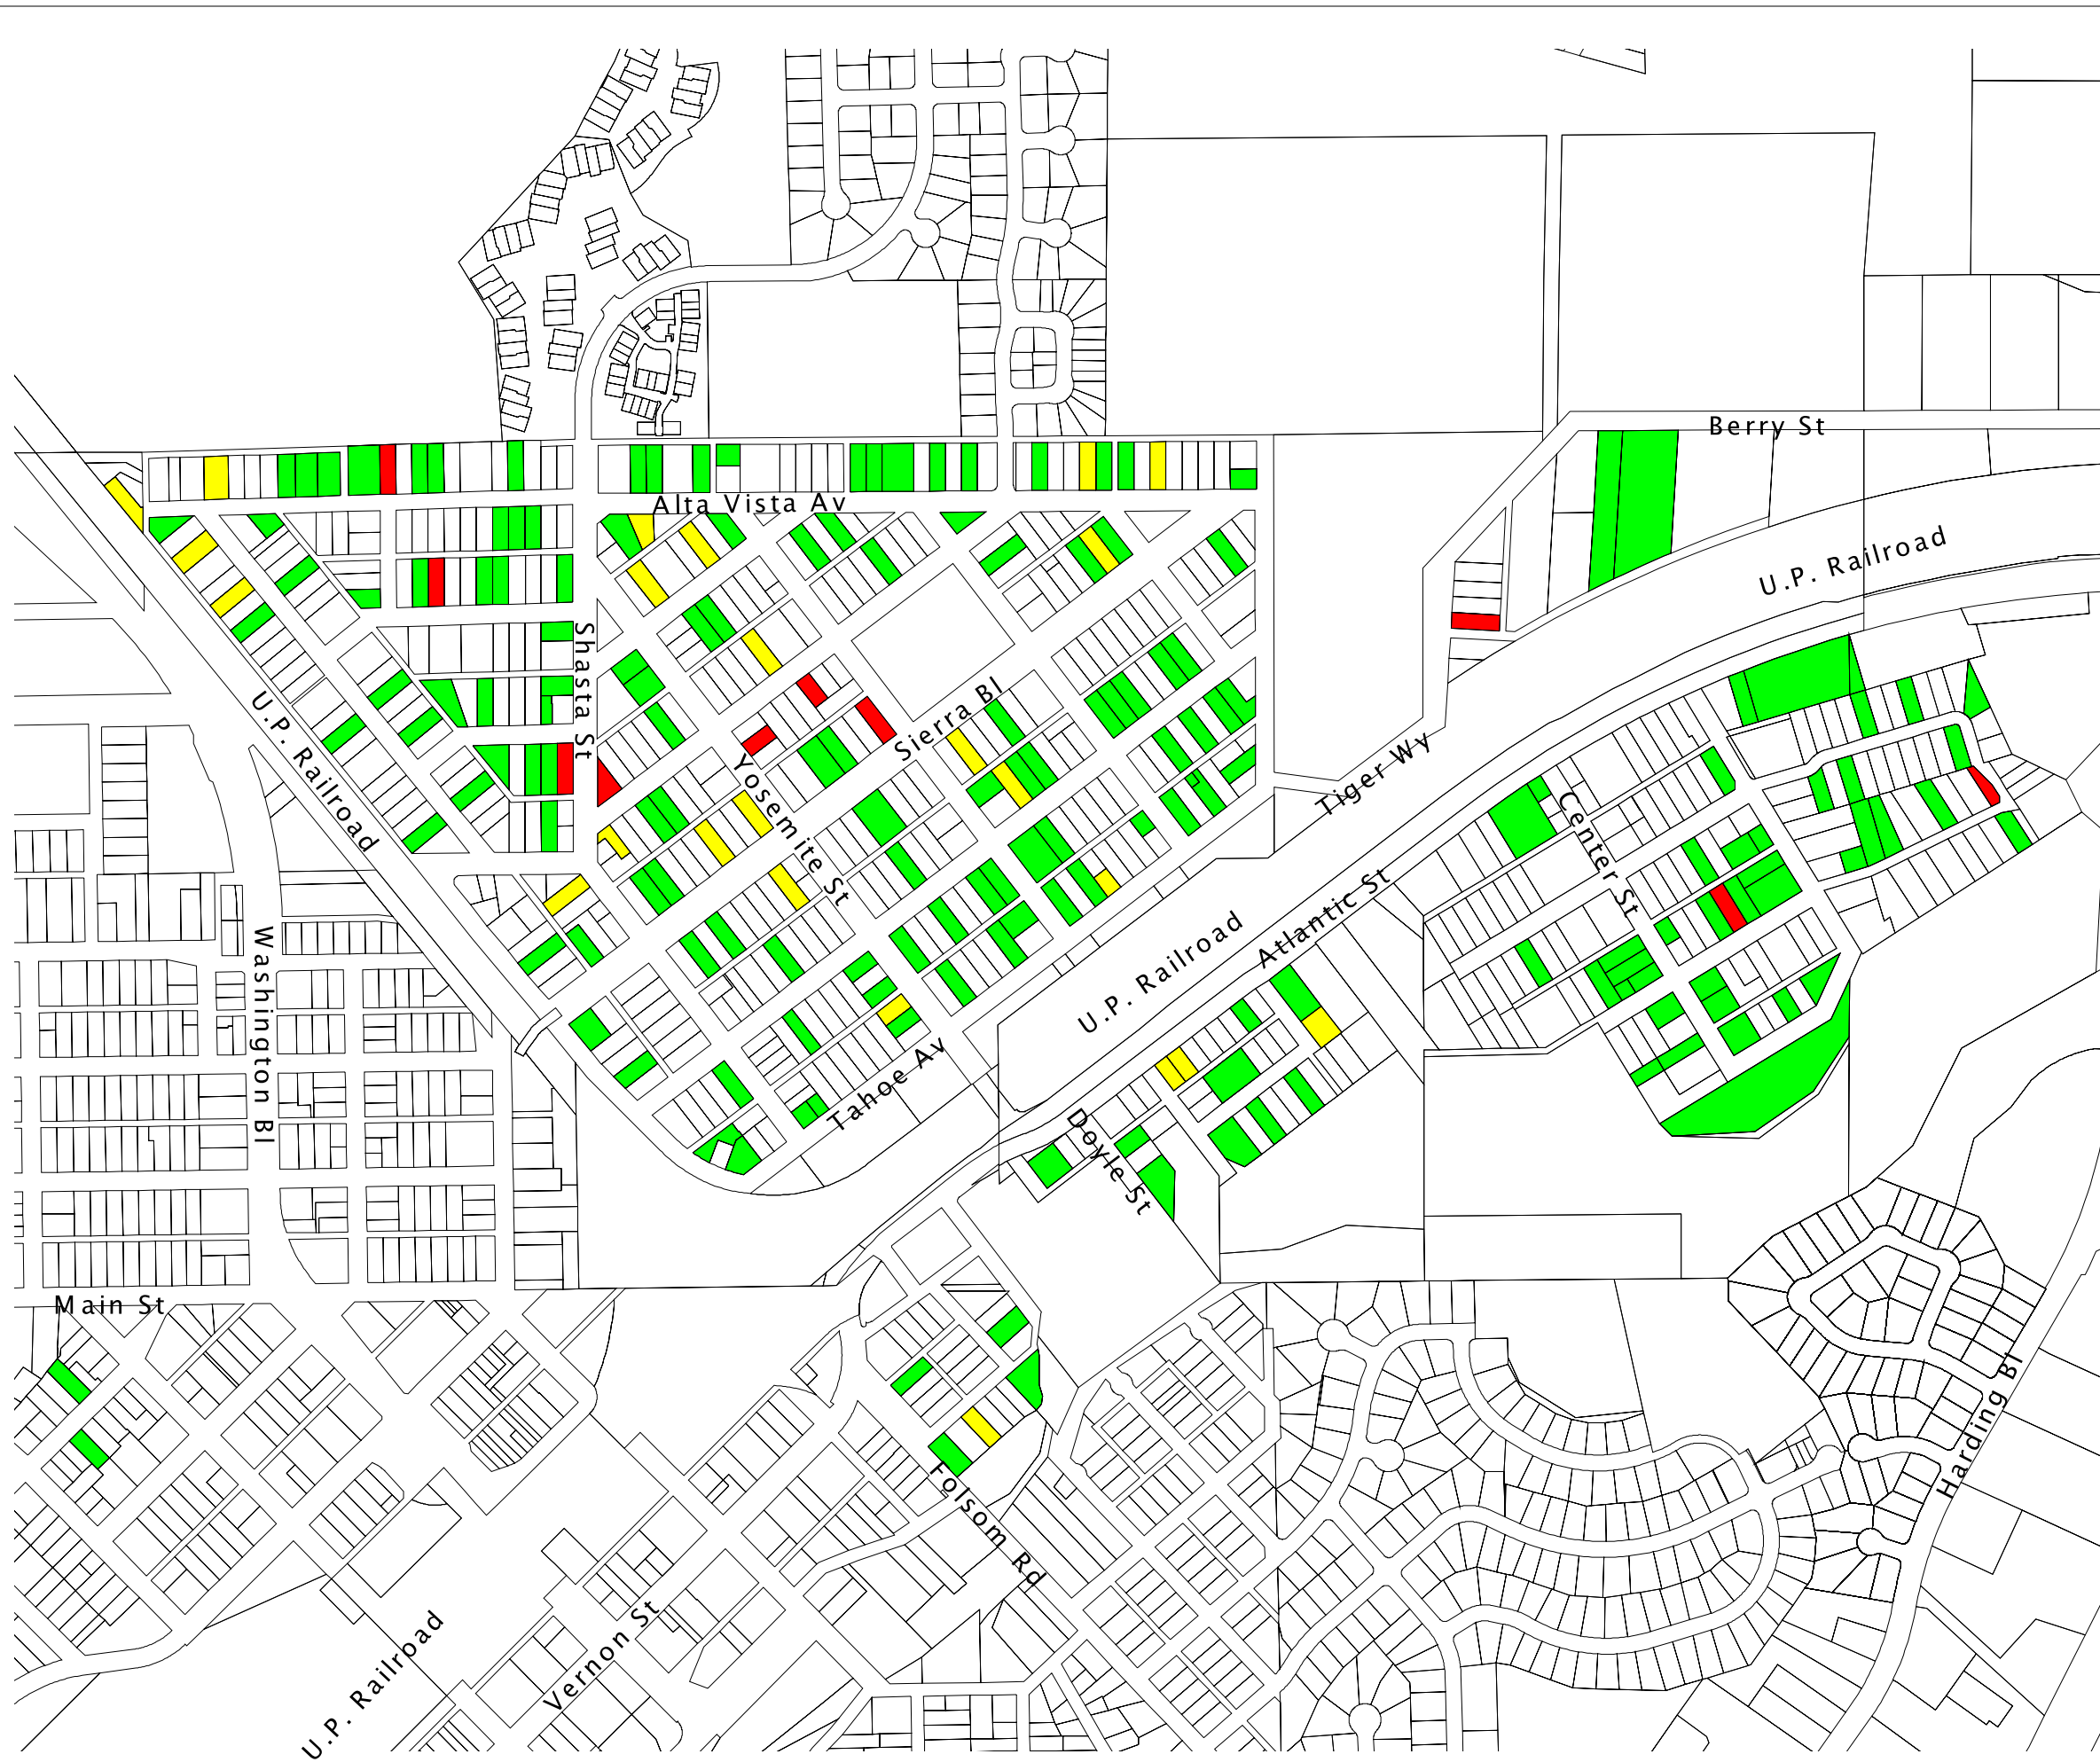 Berry St
Alta Vista Av
U.P. Railroad
Shasta St
Sierra Bl
U.P. Railroad
Yosemite St
Tiger Wy
Center St
Atlantic St
U.P. Railroad
Washington Bl
Tahoe Av
Doyle St
Main St
Harding Bl
Folsom Rd
Vernon St
U.P. Railroad